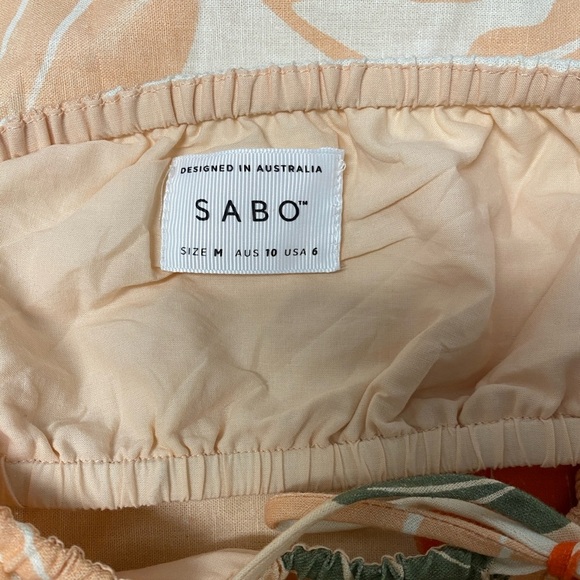 DESIGNED IN AUSTRALIA
SABO™
SIZE M AUS 10 USA 6